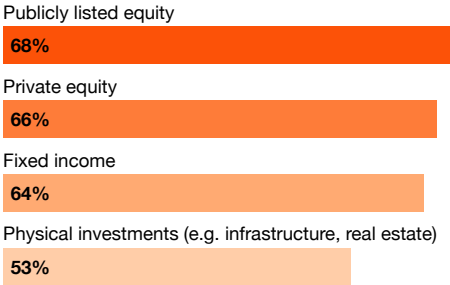 Publicly listed equity
68%
Private equity
66%
Fixed income
64%
Physical investments (e.g. infrastructure, real estate)
53%